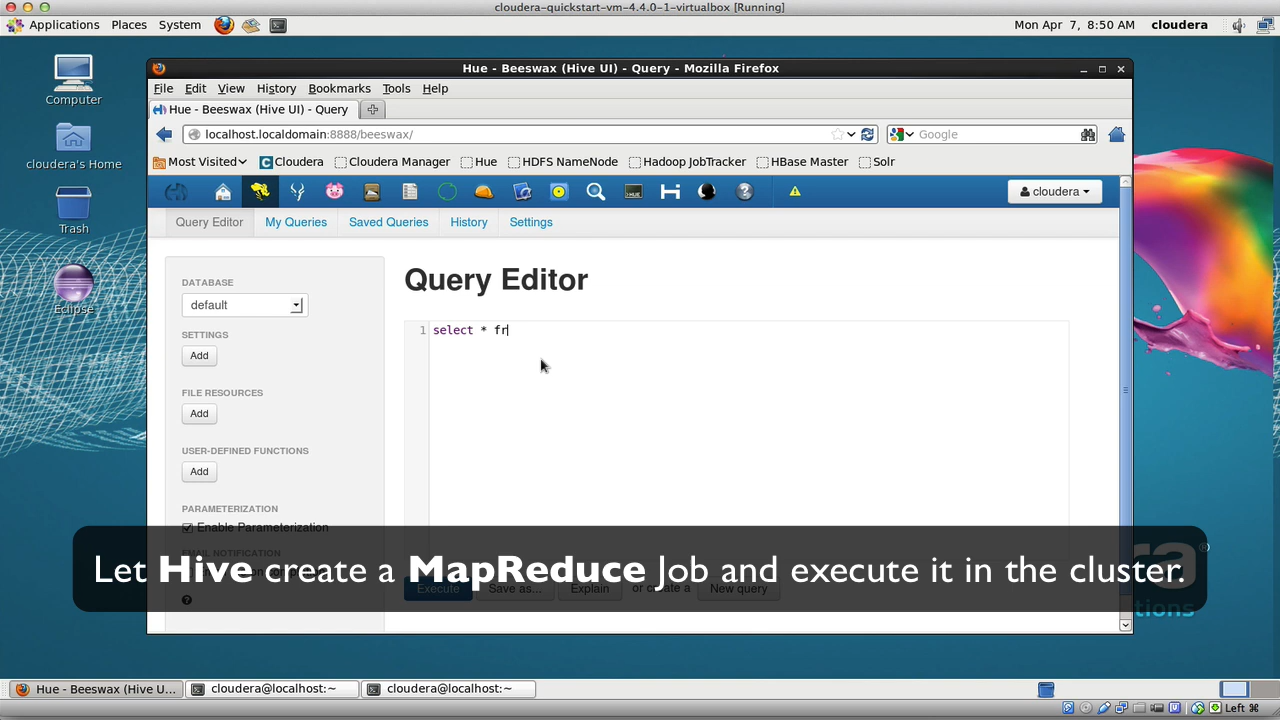 cloudera-quickstart-vm-4.4.0-1-virtualbox [Running]
Applications Places System Mon Apr 7, 8:50 AM cloudera
Computer
cloudera's Home
Trash
Eclipse
Hue - Beeswax (Hive UI) - Query - Mozilla Firefox
File Edit View History Bookmarks Tools Help
Hue - Beeswax (Hive UI) - Query
localhost.localdomain:8888/beeswax/ Google
Most Visited Cloudera Cloudera Manager Hue HDFS NameNode Hadoop JobTracker HBase Master Solr
cloudera
Query Editor My Queries Saved Queries History Settings
DATABASE
default
SETTINGS
Add
FILE RESOURCES
Add
USER-DEFINED FUNCTIONS
Add
PARAMETERIZATION
Enable Parameterization
EMAIL NOTIFICATION
Query Editor
1 select * fr
Execute Save as... Explain or create a New query
Let Hive create a MapReduce Job and execute it in the cluster.
Hue - Beeswax (Hive U... cloudera@localhost:~ cloudera@localhost:~
Left ⌘